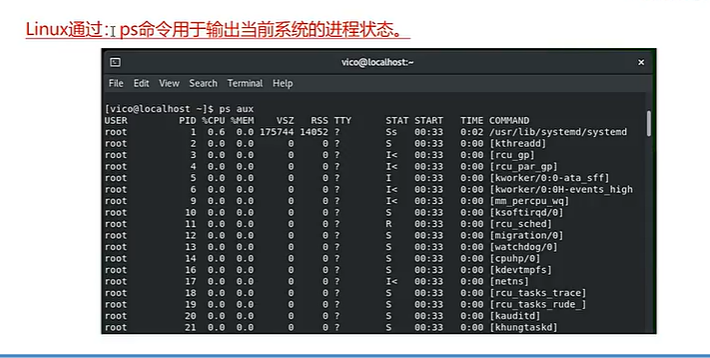 Linux通过：ps命令用于输出当前系统的进程状态。
vico@localhost:~
File Edit View Search Terminal Help
[vico@localhost ~]$ ps aux
USER PID %CPU %MEM VSZ RSS TTY STAT START TIME COMMAND
root 1 0.6 0.0 175744 14052 ? Ss 00:33 0:02 /usr/lib/systemd/systemd
root 2 0.0 0.0 0 0 ? S 00:33 0:00 [kthreadd]
root 3 0.0 0.0 0 0 ? I< 00:33 0:00 [rcu_gp]
root 4 0.0 0.0 0 0 ? I< 00:33 0:00 [rcu_par_gp]
root 5 0.0 0.0 0 0 ? I 00:33 0:00 [kworker/0:0-ata_sff]
root 6 0.0 0.0 0 0 ? I< 00:33 0:00 [kworker/0:0H-events_high
root 9 0.0 0.0 0 0 ? I< 00:33 0:00 [mm_percpu_wq]
root 10 0.0 0.0 0 0 ? S 00:33 0:00 [ksoftirqd/0]
root 11 0.0 0.0 0 0 ? R 00:33 0:00 [rcu_sched]
root 12 0.0 0.0 0 0 ? S 00:33 0:00 [migration/0]
root 13 0.0 0.0 0 0 ? S 00:33 0:00 [watchdog/0]
root 14 0.0 0.0 0 0 ? S 00:33 0:00 [cpuhp/0]
root 16 0.0 0.0 0 0 ? S 00:33 0:00 [kdevtmpfs]
root 17 0.0 0.0 0 0 ? I< 00:33 0:00 [netns]
root 18 0.0 0.0 0 0 ? S 00:33 0:00 [rcu_tasks_trace]
root 19 0.0 0.0 0 0 ? S 00:33 0:00 [rcu_tasks_rude_]
root 20 0.0 0.0 0 0 ? S 00:33 0:00 [kauditd]
root 21 0.0 0.0 0 0 ? S 00:33 0:00 [khungtaskd]